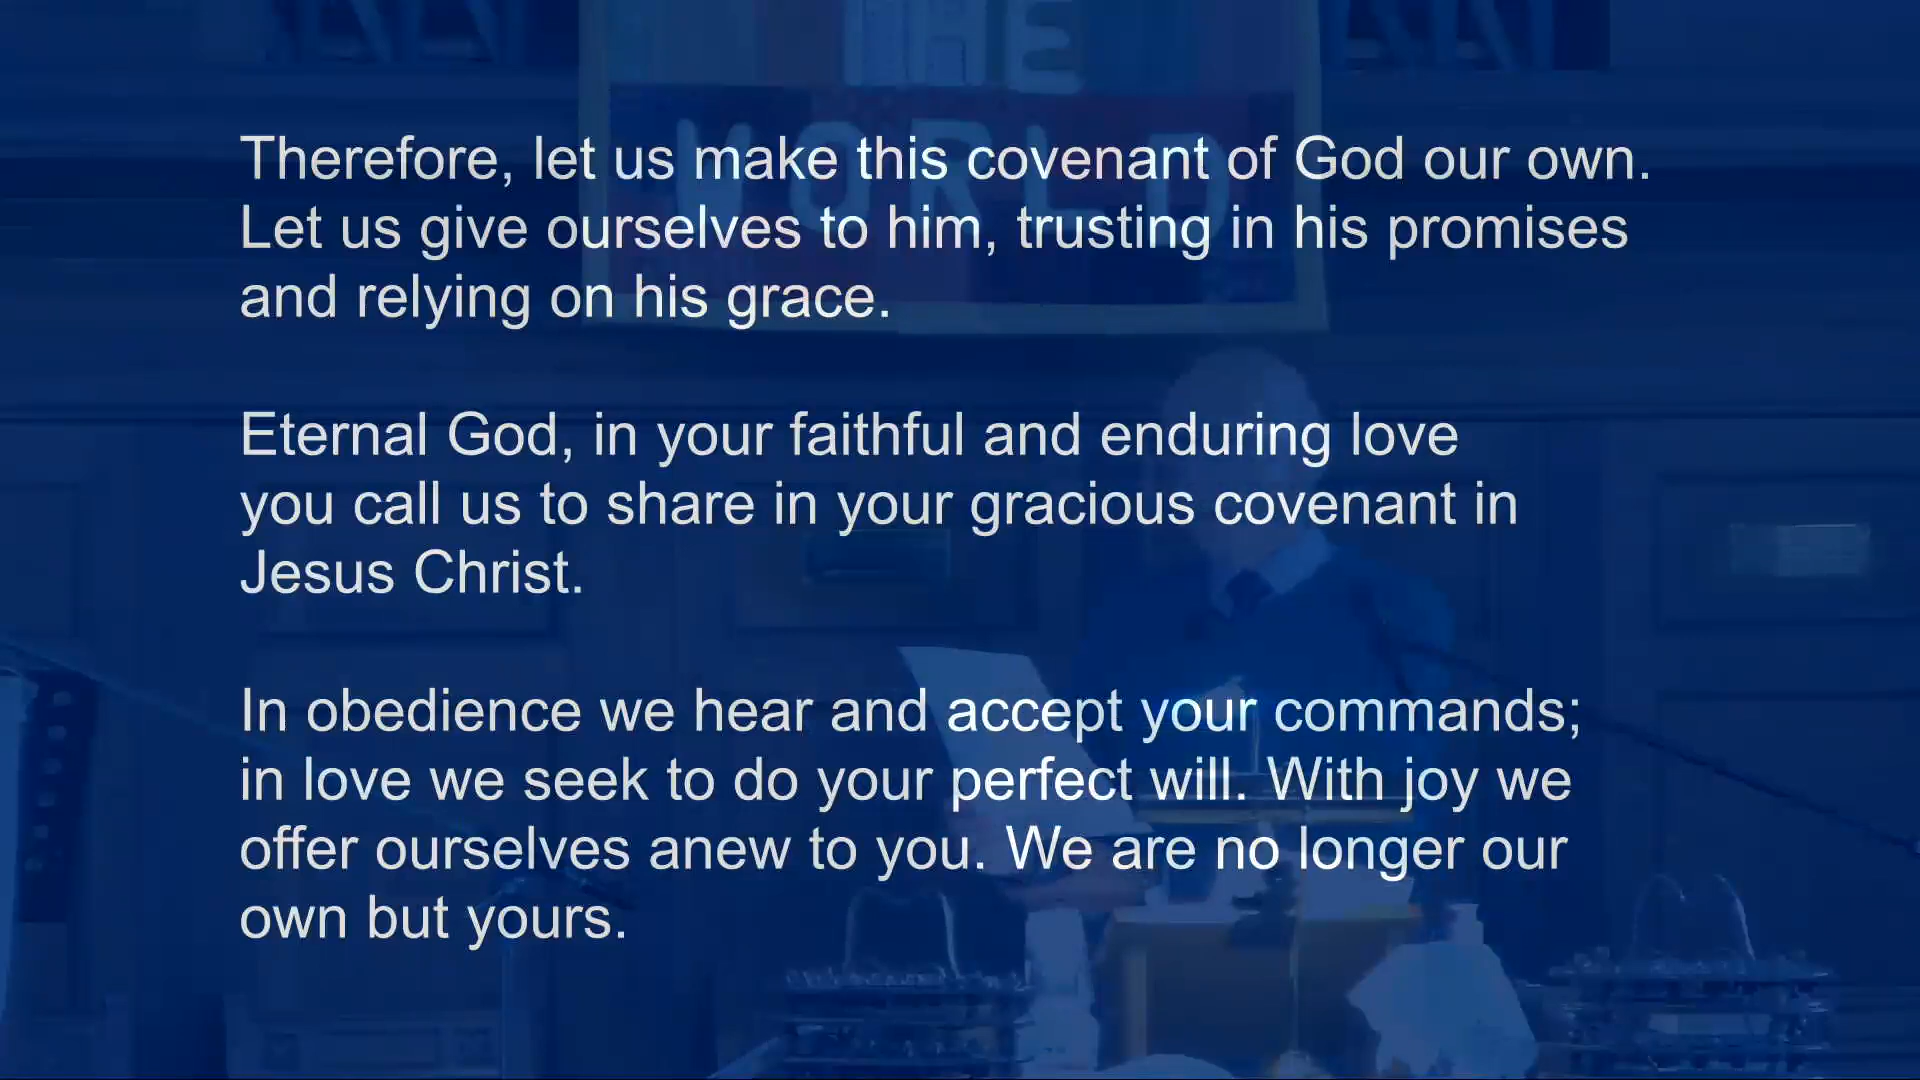 THE
WORLD
Therefore, let us make this covenant of God our own.
Let us give ourselves to him, trusting in his promises
and relying on his grace.
Eternal God, in your faithful and enduring love
you call us to share in your gracious covenant in
Jesus Christ.
In obedience we hear and accept your commands;
in love we seek to do your perfect will. With joy we
offer ourselves anew to you. We are no longer our
own but yours.